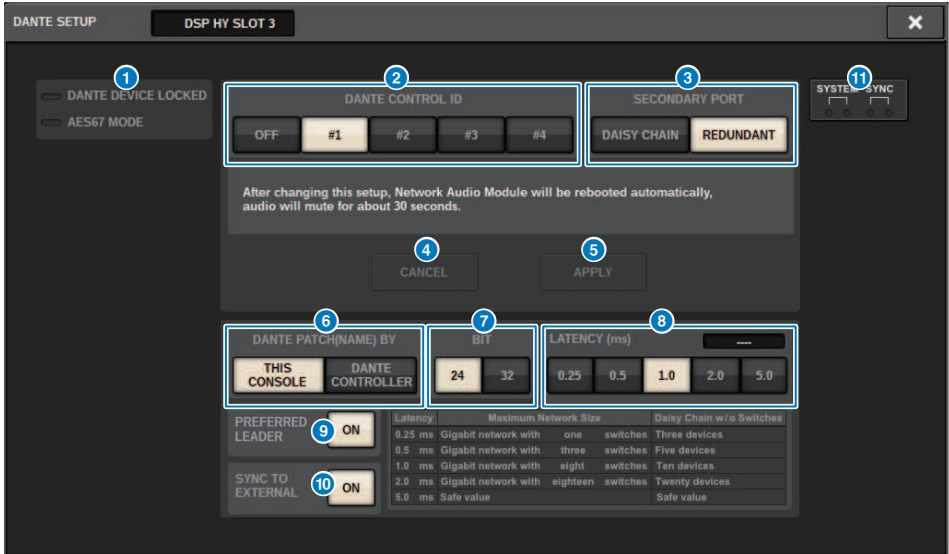 DANTE SETUP DSP HY SLOT 3 ×
1 2 3 11
DANTE DEVICE LOCKED DANTE CONTROL ID SECONDARY PORT SYSTEM SYNC
AES67 MODE
OFF #1 #2 #3 #4 DAISY CHAIN REDUNDANT
After changing this setup, Network Audio Module will be rebooted automatically,
audio will mute for about 30 seconds.
4 5
CANCEL APPLY
6 7 8
DANTE PATCH(NAME) BY BIT LATENCY (ms) ----
THIS CONSOLE DANTE CONTROLLER 24 32 0.25 0.5 1.0 2.0 5.0
PREFERRED LEADER 9 ON
Latency Maximum Network Size Daisy Chain w/o Switches
0.25 ms Gigabit network with one switches Three devices
0.5 ms Gigabit network with three switches Five devices
1.0 ms Gigabit network with eight switches Ten devices
2.0 ms Gigabit network with eighteen switches Twenty devices
5.0 ms Safe value Safe value
SYNC TO EXTERNAL 10 ON